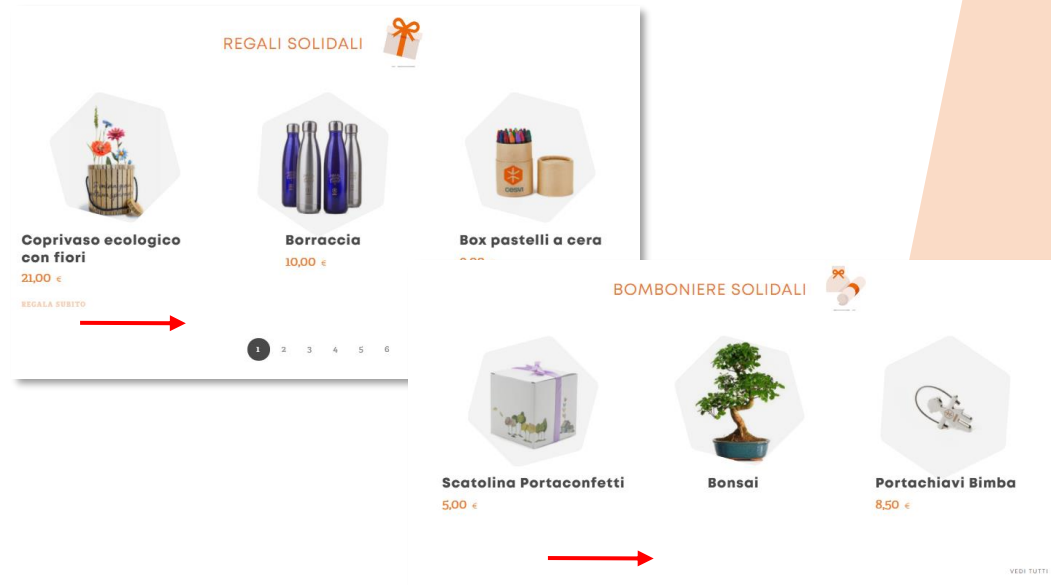 REGALI SOLIDALI
Coprivaso ecologico
con fiori
21,00 €
REGALA SUBITO
Borraccia
10,00 €
cesvi
Box pastelli a cera
1 2 3 4 5 6
BOMBONIERE SOLIDALI
Scatolina Portaconfetti
5,00 €
Bonsai
Portachiavi Bimba
8,50 €
VEDI TUTTI